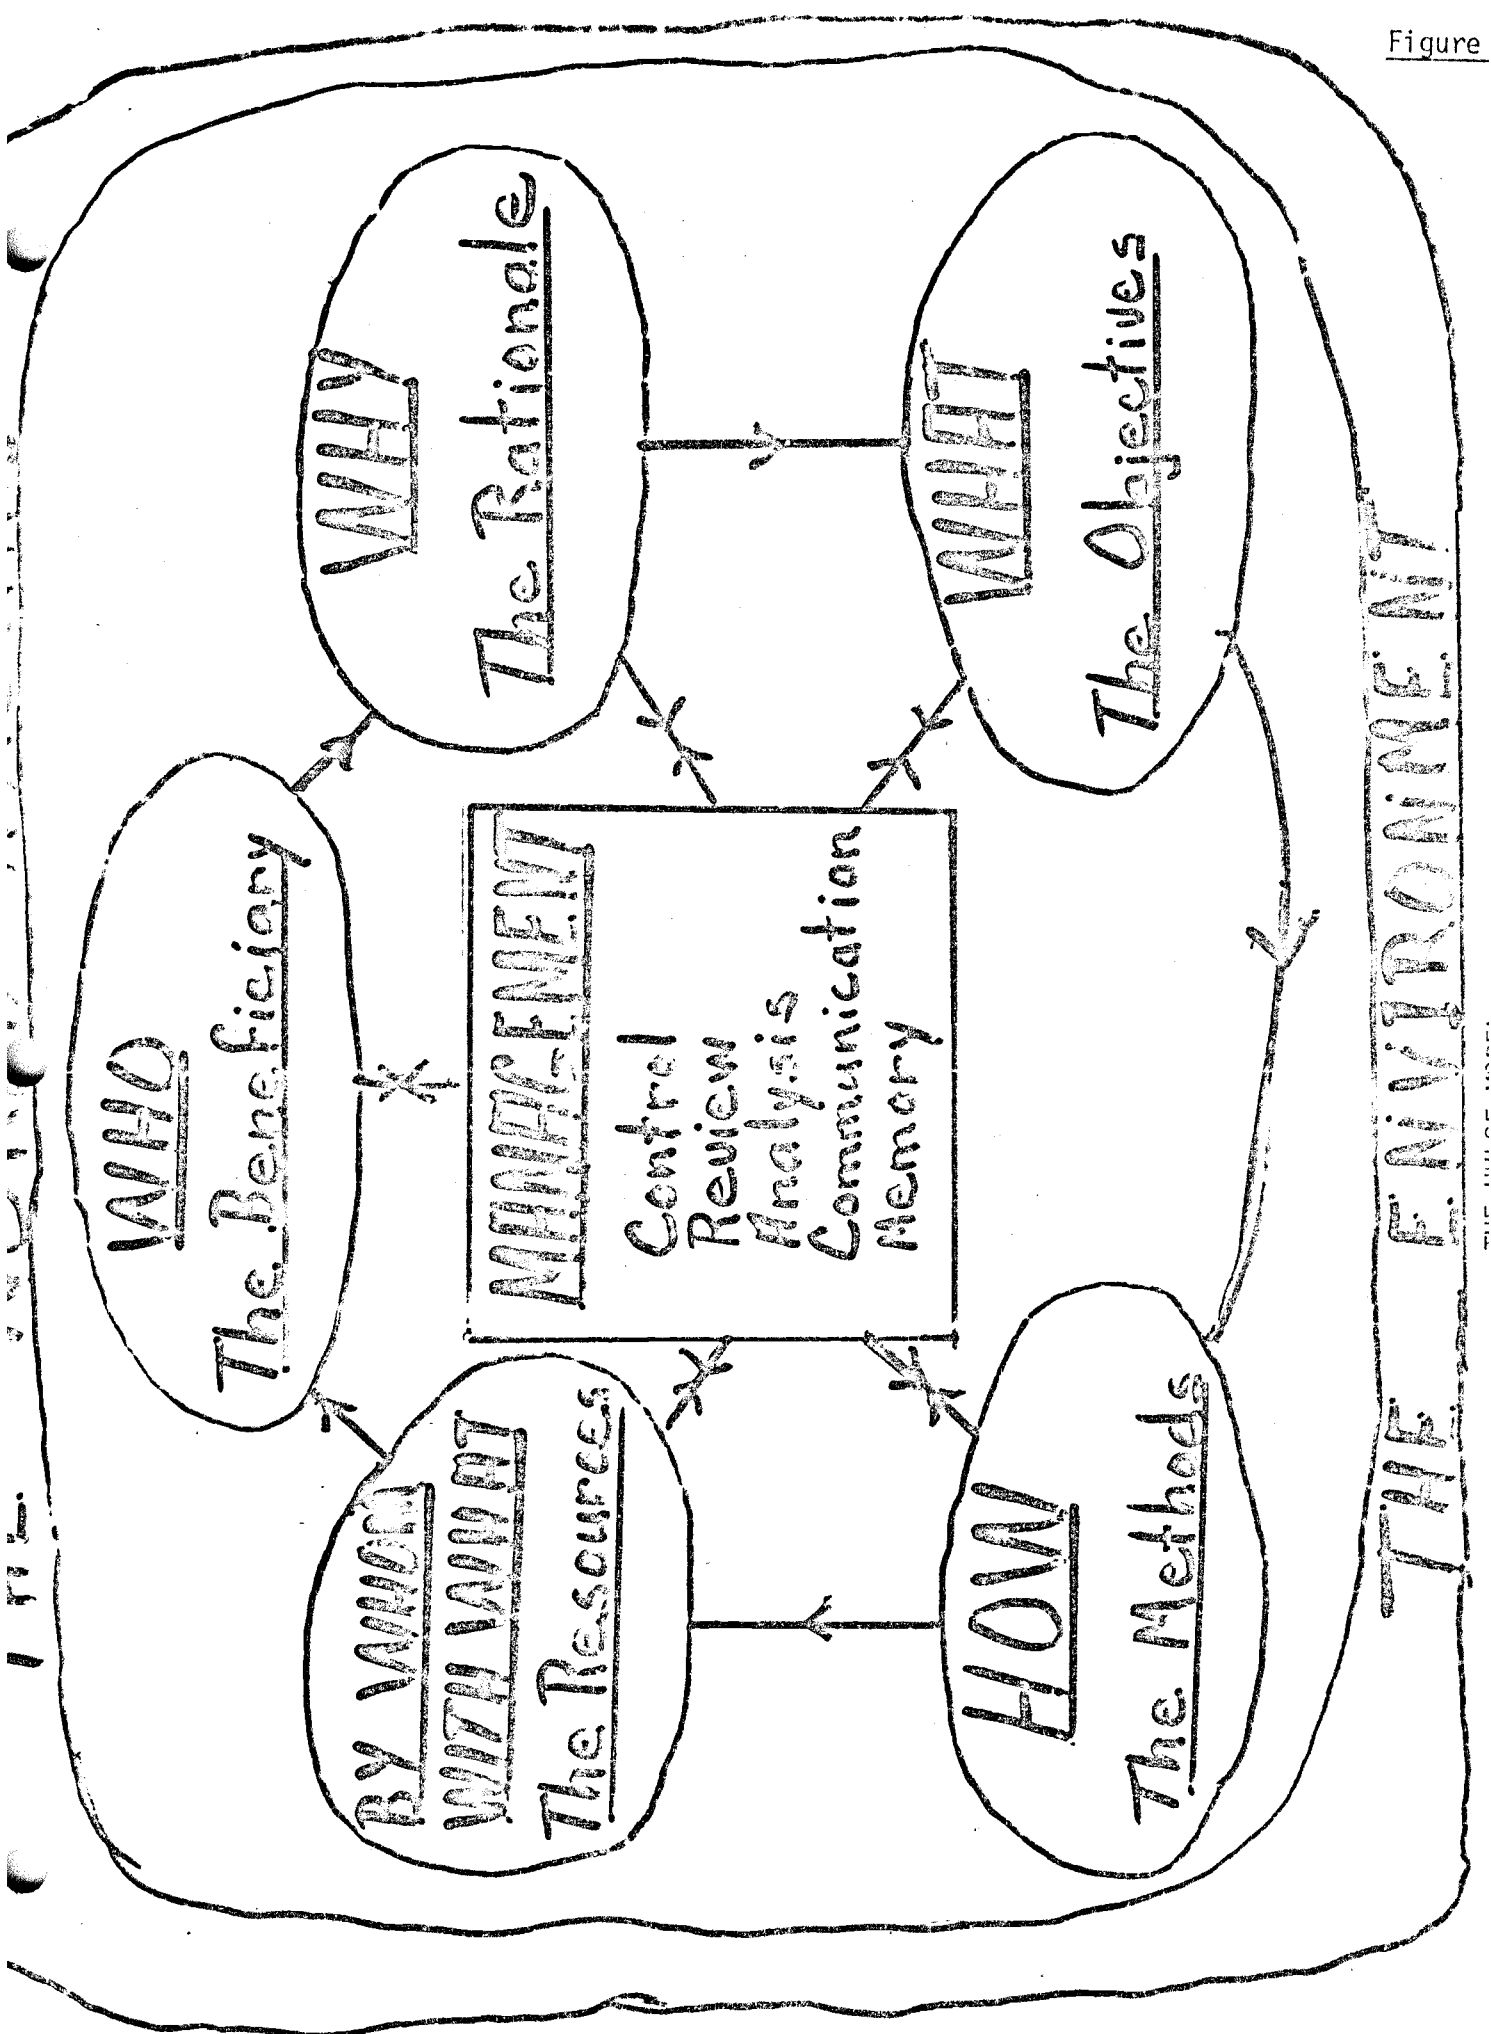 Figure
WHO
The Beneficiary
WHY
The Rationale
WHAT
The Objectives
HOW
The Methods
BY WHOM
WITH WHAT
The Resources
MANAGEMENT
Control
Review
Analysis
Communication
Memory
THE ENVIRONMENT